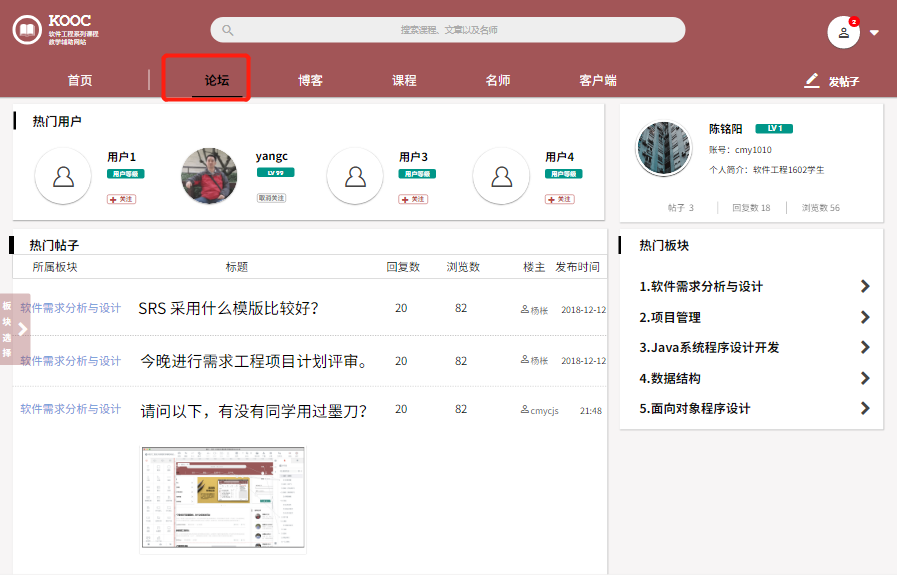 KOOC
软件工程系列课程
教学辅助网站
搜索课程、文章以及名师
2
首页
论坛
博客
课程
名师
客户端
发帖子
热门用户
用户1
用户等级
关注
yangc
LV 99
取消关注
用户3
用户等级
关注
用户4
用户等级
关注
陈铭阳 LV 1
账号：cmy1010
个人简介：软件工程1602学生
帖子 3 回复数 18 浏览数 56
热门帖子
所属板块 标题 回复数 浏览数 楼主 发布时间
软件需求分析与设计 SRS 采用什么模版比较好？ 20 82 杨枨 2018-12-12
软件需求分析与设计 今晚进行需求工程项目计划评审。 20 82 杨枨 2018-12-12
软件需求分析与设计 请问以下，有没有同学用过墨刀？ 20 82 cmycjs 21:48
板块选择
热门板块
1.软件需求分析与设计
2.项目管理
3.Java系统程序设计开发
4.数据结构
5.面向对象程序设计